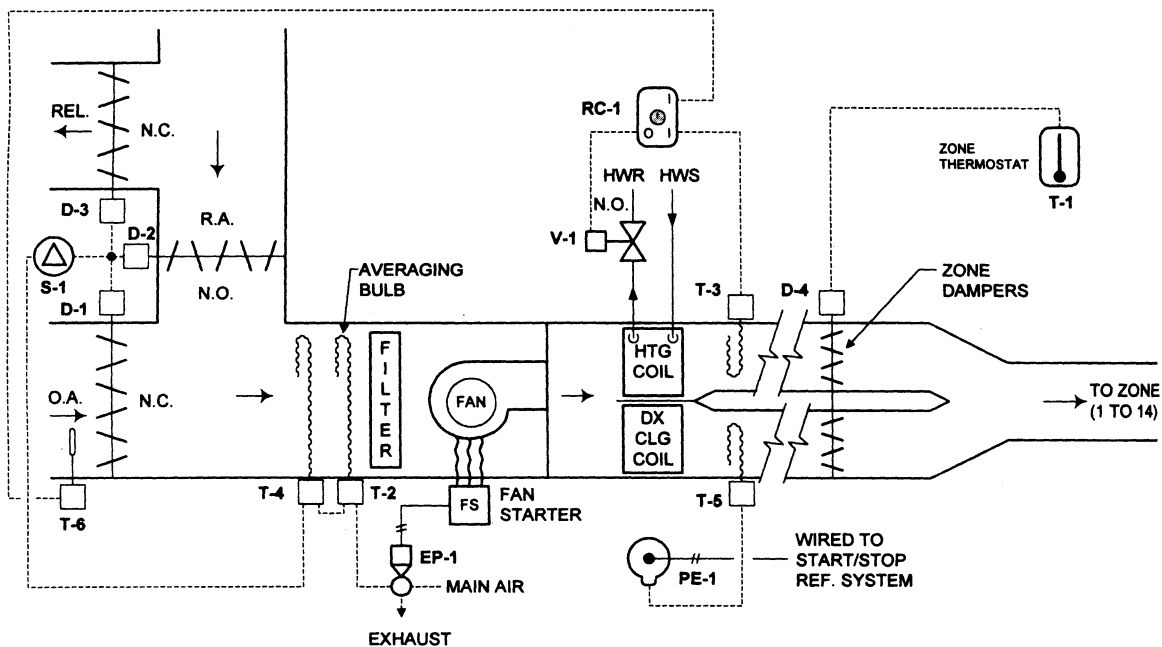 RC-1
REL.
N.C.
ZONE
THERMOSTAT
T-1
HWR
HWS
N.O.
V-1
D-3
R.A.
D-2
S-1
N.O.
D-1
AVERAGING
BULB
T-3
D-4
ZONE
DAMPERS
O.A.
N.C.
FILTER
FAN
HTG
COIL
DX
CLG
COIL
TO ZONE
(1 TO 14)
T-6
T-4
T-2
FS
FAN
STARTER
T-5
EP-1
MAIN AIR
EXHAUST
PE-1
WIRED TO
START/STOP
REF. SYSTEM